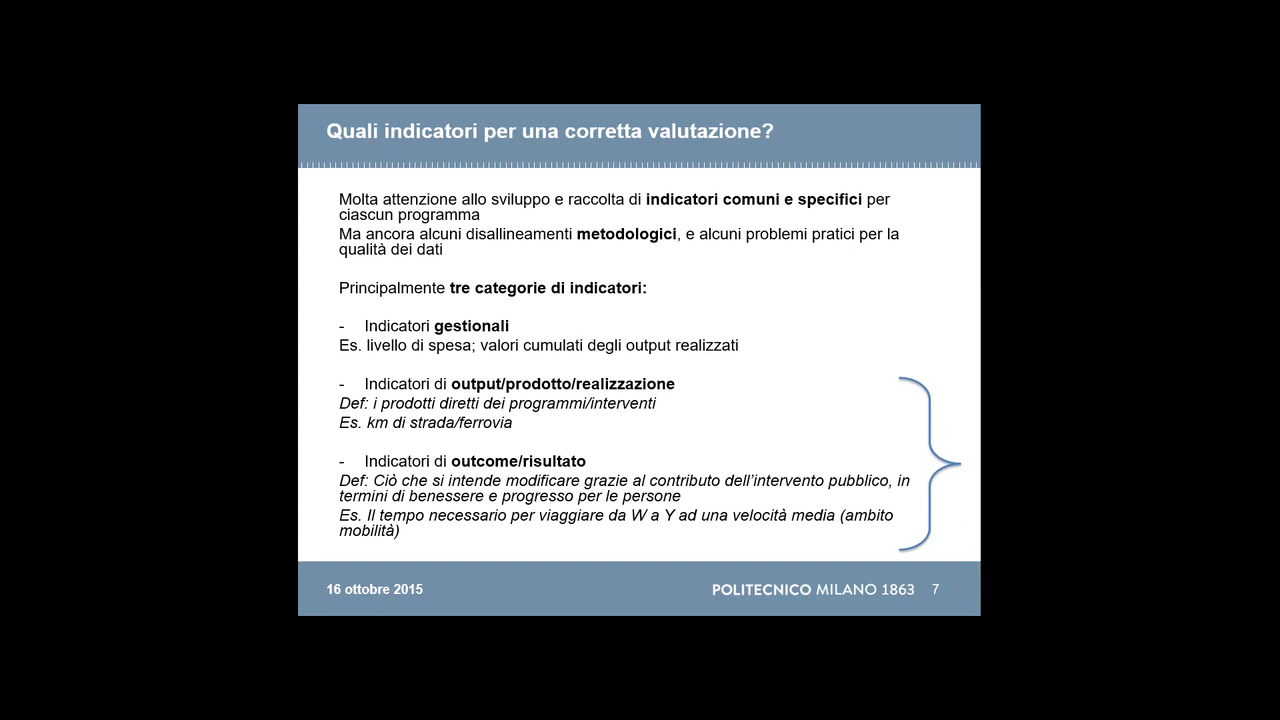 Quali indicatori per una corretta valutazione?
Molta attenzione allo sviluppo e raccolta di indicatori comuni e specifici per
ciascun programma
Ma ancora alcuni disallineamenti metodologici, e alcuni problemi pratici per la
qualità dei dati
Principalmente tre categorie di indicatori:
- Indicatori gestionali
Es. livello di spesa; valori cumulati degli output realizzati
- Indicatori di output/prodotto/realizzazione
Def: i prodotti diretti dei programmi/interventi
Es. km di strada/ferrovia
- Indicatori di outcome/risultato
Def: Ciò che si intende modificare grazie al contributo dell’intervento pubblico, in
termini di benessere e progresso per le persone
Es. Il tempo necessario per viaggiare da W a Y ad una velocità media (ambito
mobilità)
16 ottobre 2015 POLITECNICO MILANO 1863 7